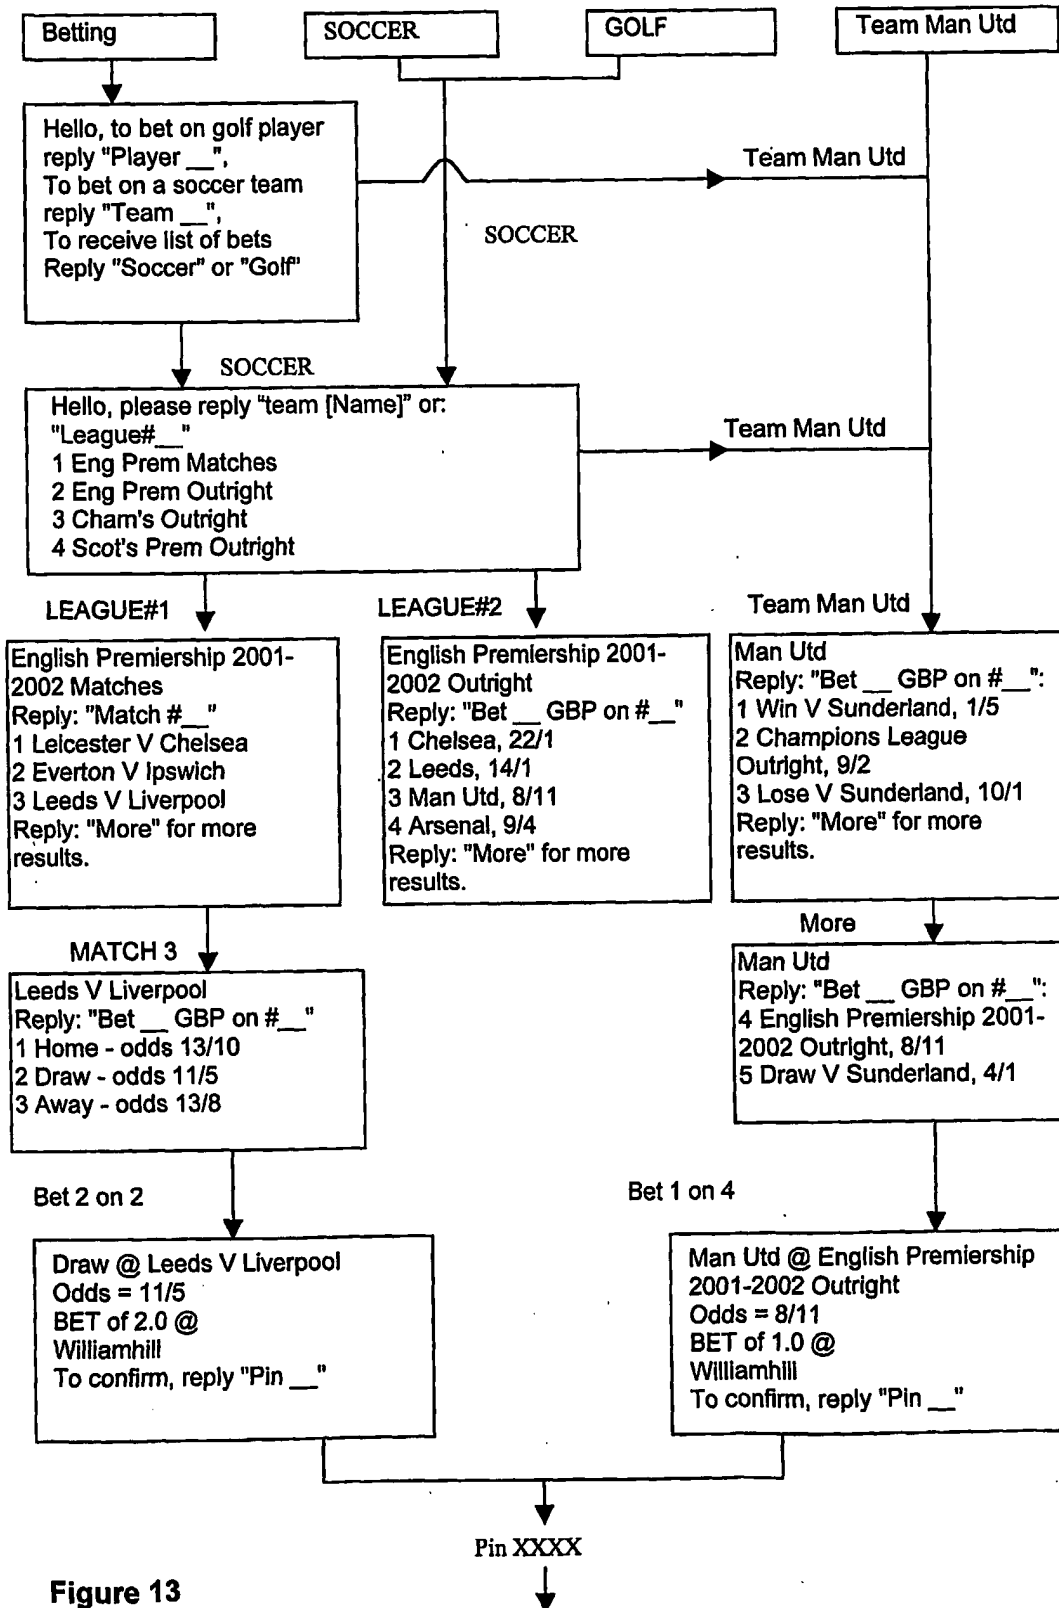 Betting
SOCCER
GOLF
Team Man Utd
Hello, to bet on golf player
reply "Player __",
To bet on a soccer team
reply "Team __",
To receive list of bets
Reply "Soccer" or "Golf"
Team Man Utd
SOCCER
SOCCER
Hello, please reply "team [Name]" or:
"League#__"
1 Eng Prem Matches
2 Eng Prem Outright
3 Cham's Outright
4 Scot's Prem Outright
Team Man Utd
LEAGUE#1
LEAGUE#2
Team Man Utd
English Premiership 2001-
2002 Matches
Reply: "Match #__"
1 Leicester V Chelsea
2 Everton V Ipswich
3 Leeds V Liverpool
Reply: "More" for more
results.
English Premiership 2001-
2002 Outright
Reply: "Bet __ GBP on #__"
1 Chelsea, 22/1
2 Leeds, 14/1
3 Man Utd, 8/11
4 Arsenal, 9/4
Reply: "More" for more
results.
Man Utd
Reply: "Bet __ GBP on #__":
1 Win V Sunderland, 1/5
2 Champions League
Outright, 9/2
3 Lose V Sunderland, 10/1
Reply: "More" for more
results.
MATCH 3
More
Leeds V Liverpool
Reply: "Bet __ GBP on #__"
1 Home - odds 13/10
2 Draw - odds 11/5
3 Away - odds 13/8
Man Utd
Reply: "Bet __ GBP on #__":
4 English Premiership 2001-
2002 Outright, 8/11
5 Draw V Sunderland, 4/1
Bet 2 on 2
Bet 1 on 4
Draw @ Leeds V Liverpool
Odds = 11/5
BET of 2.0 @
Williamhill
To confirm, reply "Pin __"
Man Utd @ English Premiership
2001-2002 Outright
Odds = 8/11
BET of 1.0 @
Williamhill
To confirm, reply "Pin __"
Pin XXXX
Figure 13